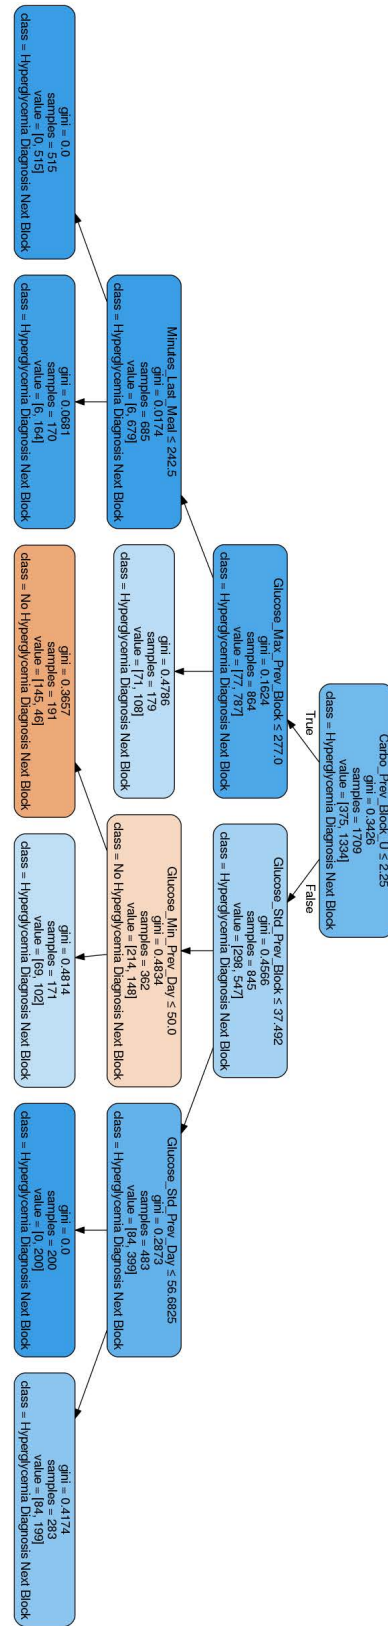 Carbo_Prev_Block_U ≤ 2.25
gini = 0.3426
samples = 1709
value = [375, 1334]
class = Hyperglycemia Diagnosis Next Block
True
False
Glucose_Max_Prev_Block ≤ 277.0
gini = 0.1624
samples = 864
value = [77, 787]
class = Hyperglycemia Diagnosis Next Block
Glucose_Std_Prev_Block ≤ 37.492
gini = 0.4566
samples = 845
value = [298, 547]
class = Hyperglycemia Diagnosis Next Block
Minutes_Last_Meal ≤ 242.5
gini = 0.0174
samples = 685
value = [6, 679]
class = Hyperglycemia Diagnosis Next Block
gini = 0.4786
samples = 179
value = [71, 108]
class = Hyperglycemia Diagnosis Next Block
Glucose_Min_Prev_Day ≤ 50.0
gini = 0.4834
samples = 362
value = [214, 148]
class = No Hyperglycemia Diagnosis Next Block
Glucose_Std_Prev_Day ≤ 56.6825
gini = 0.2873
samples = 483
value = [84, 399]
class = Hyperglycemia Diagnosis Next Block
gini = 0.0
samples = 515
value = [0, 515]
class = Hyperglycemia Diagnosis Next Block
gini = 0.0681
samples = 170
value = [6, 164]
class = Hyperglycemia Diagnosis Next Block
gini = 0.3657
samples = 191
value = [145, 46]
class = No Hyperglycemia Diagnosis Next Block
gini = 0.4814
samples = 171
value = [69, 102]
class = Hyperglycemia Diagnosis Next Block
gini = 0.0
samples = 200
value = [0, 200]
class = Hyperglycemia Diagnosis Next Block
gini = 0.4174
samples = 283
value = [84, 199]
class = Hyperglycemia Diagnosis Next Block